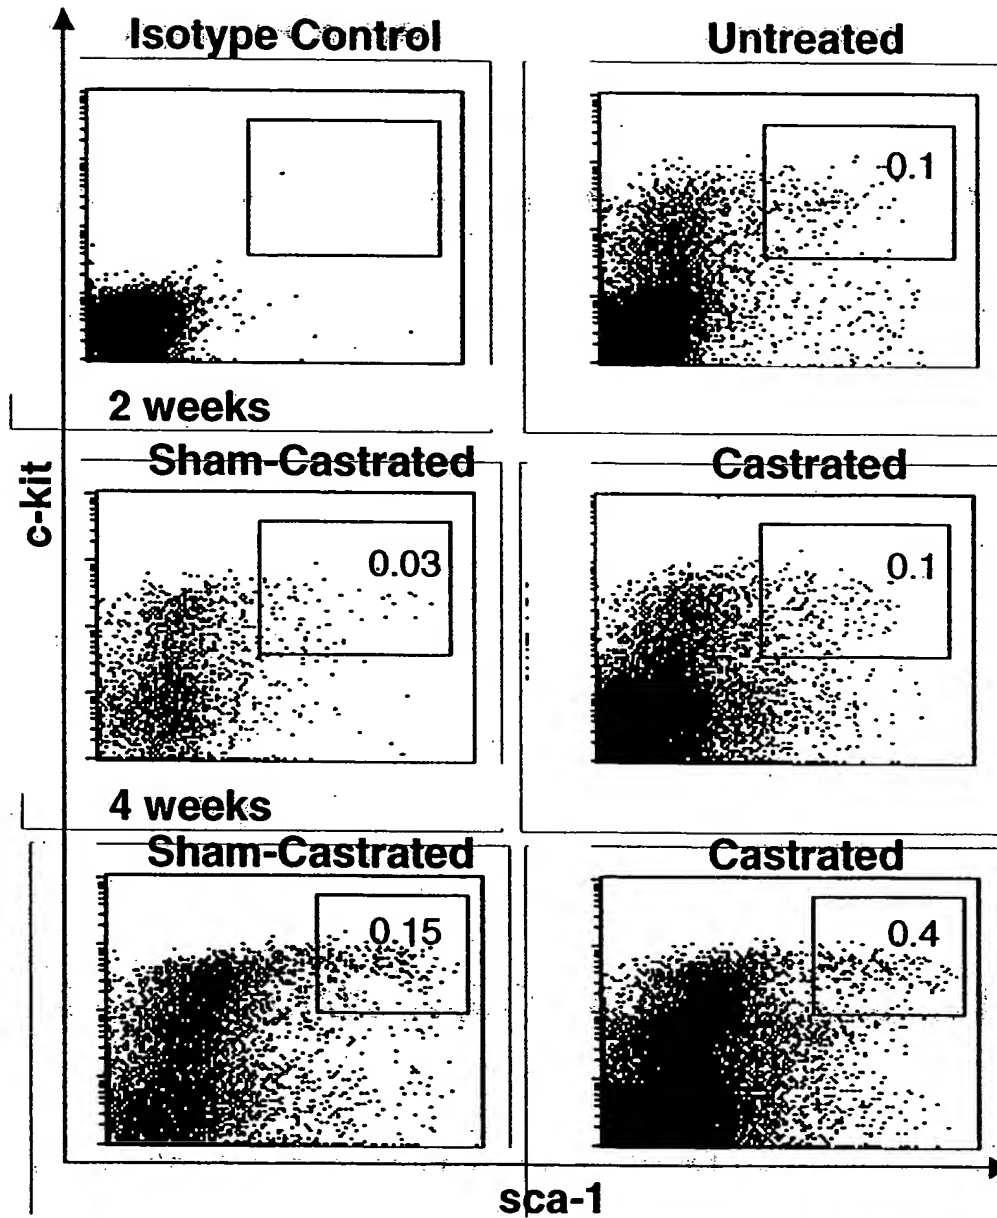 Isotype Control
Untreated
0.1
2 weeks
Sham-Castrated
Castrated
0.03
0.1
4 weeks
Sham-Castrated
Castrated
0.15
0.4
c-kit
sca-1